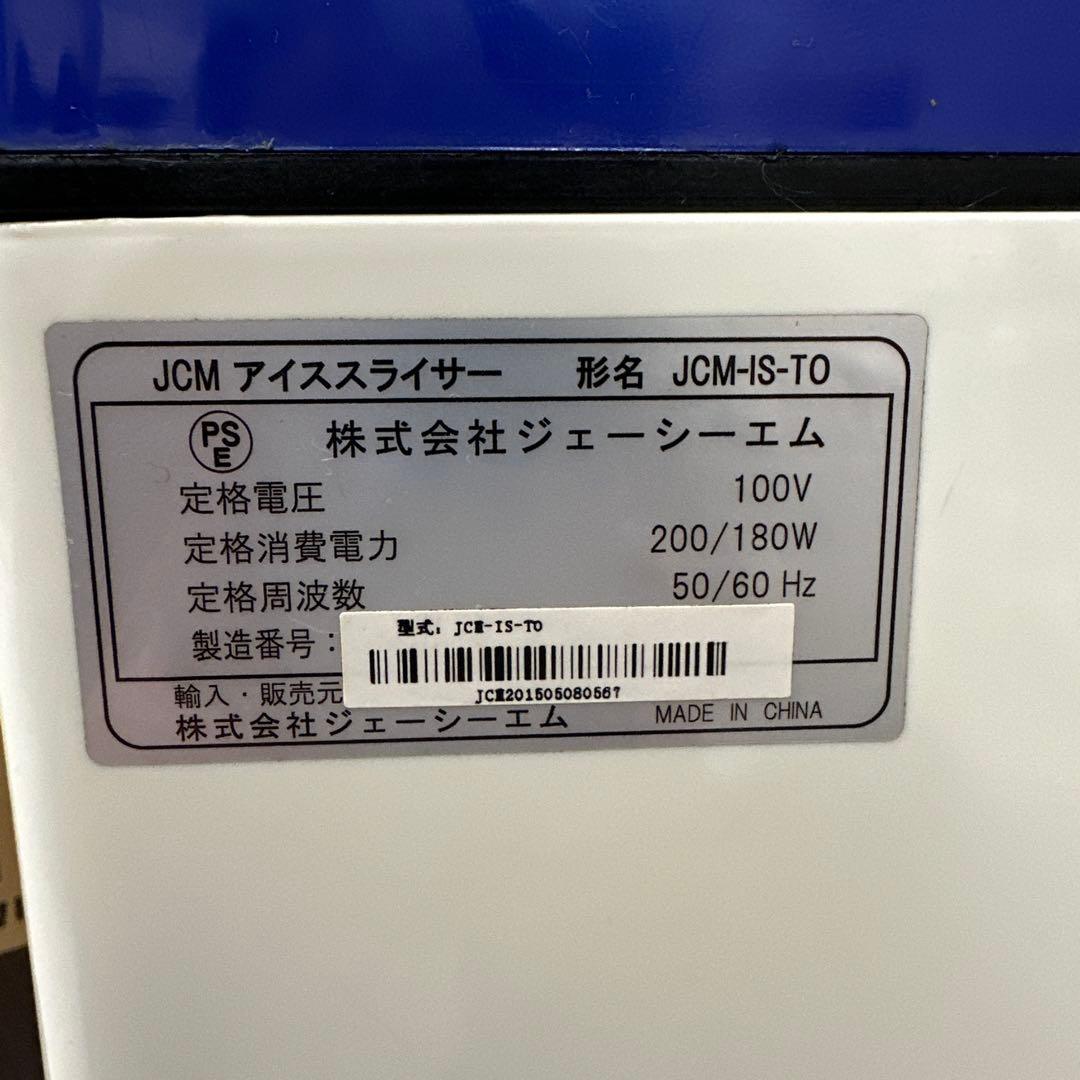 JCM アイススライサー 形名 JCM-IS-TO
PSE 株式会社ジェーシーエム
定格電圧 100V
定格消費電力 200/180W
定格周波数 50/60 Hz
製造番号:
型式: JCM-IS-TO
JCM201505080567
輸入・販売元
株式会社ジェーシーエム MADE IN CHINA